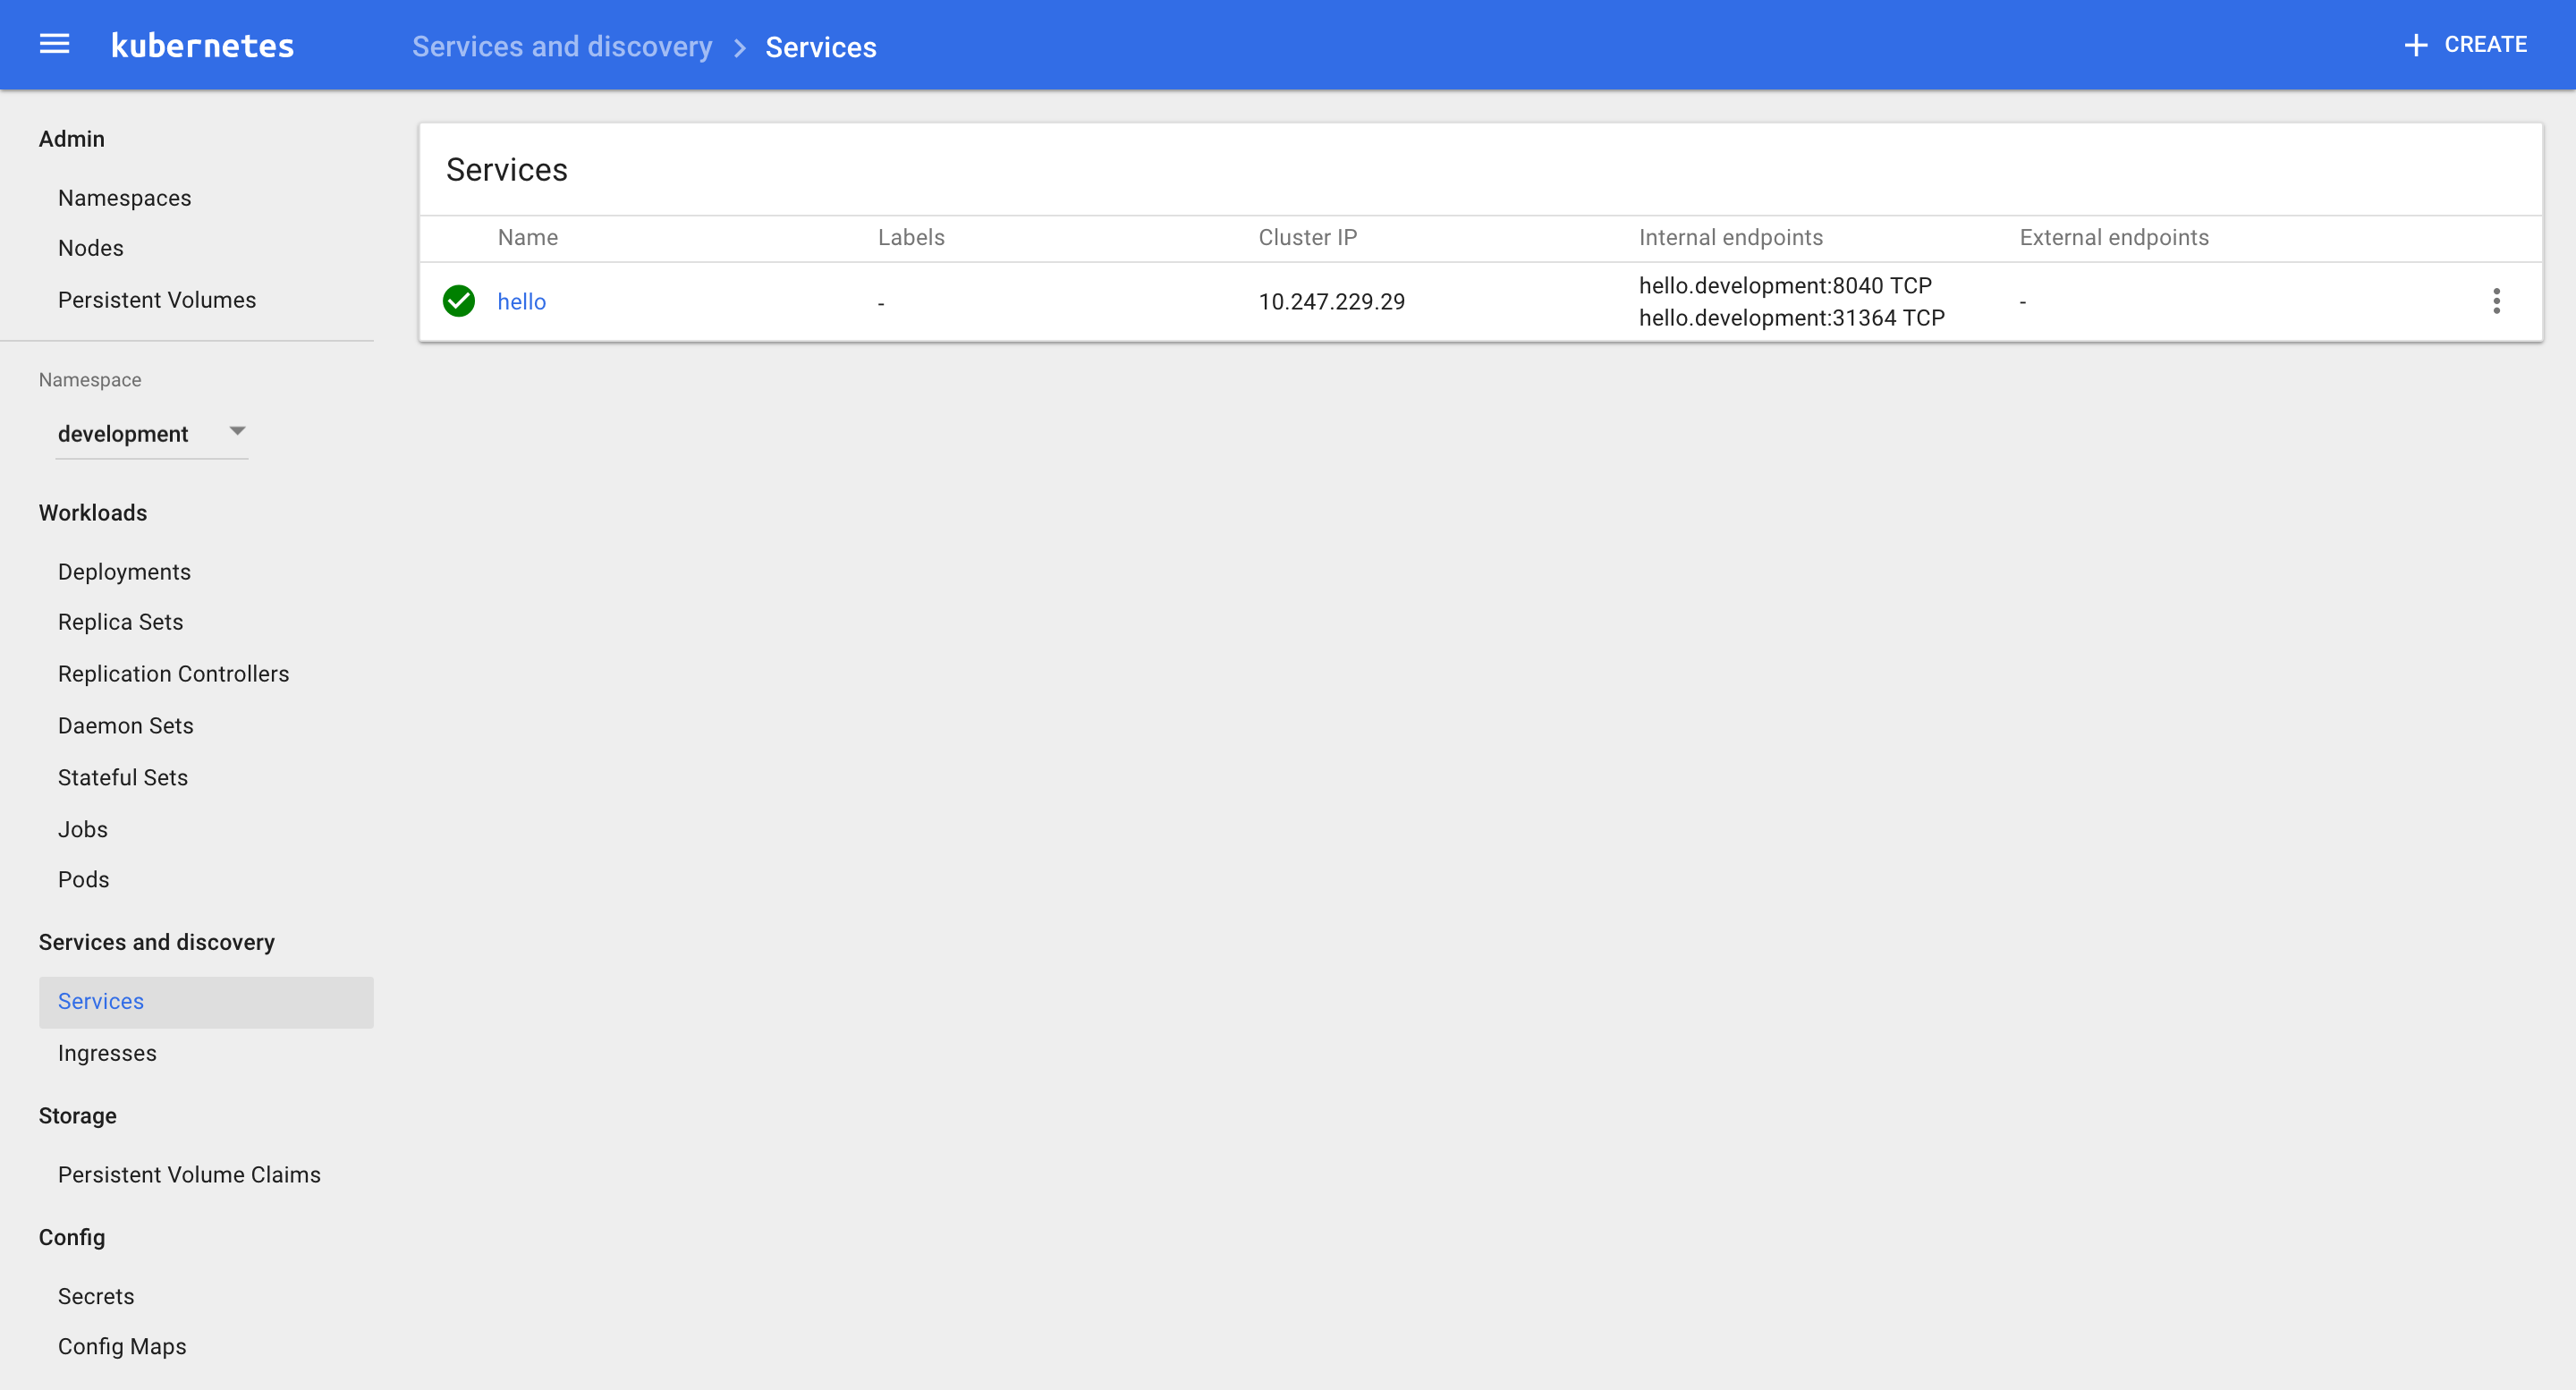 kubernetes
Services and discovery > Services
+ CREATE
Admin
Namespaces
Nodes
Persistent Volumes
Namespace
development
Workloads
Deployments
Replica Sets
Replication Controllers
Daemon Sets
Stateful Sets
Jobs
Pods
Services and discovery
Services
Ingresses
Storage
Persistent Volume Claims
Config
Secrets
Config Maps
Services
Name Labels Cluster IP Internal endpoints External endpoints
hello - 10.247.229.29 hello.development:8040 TCP -
hello.development:31364 TCP